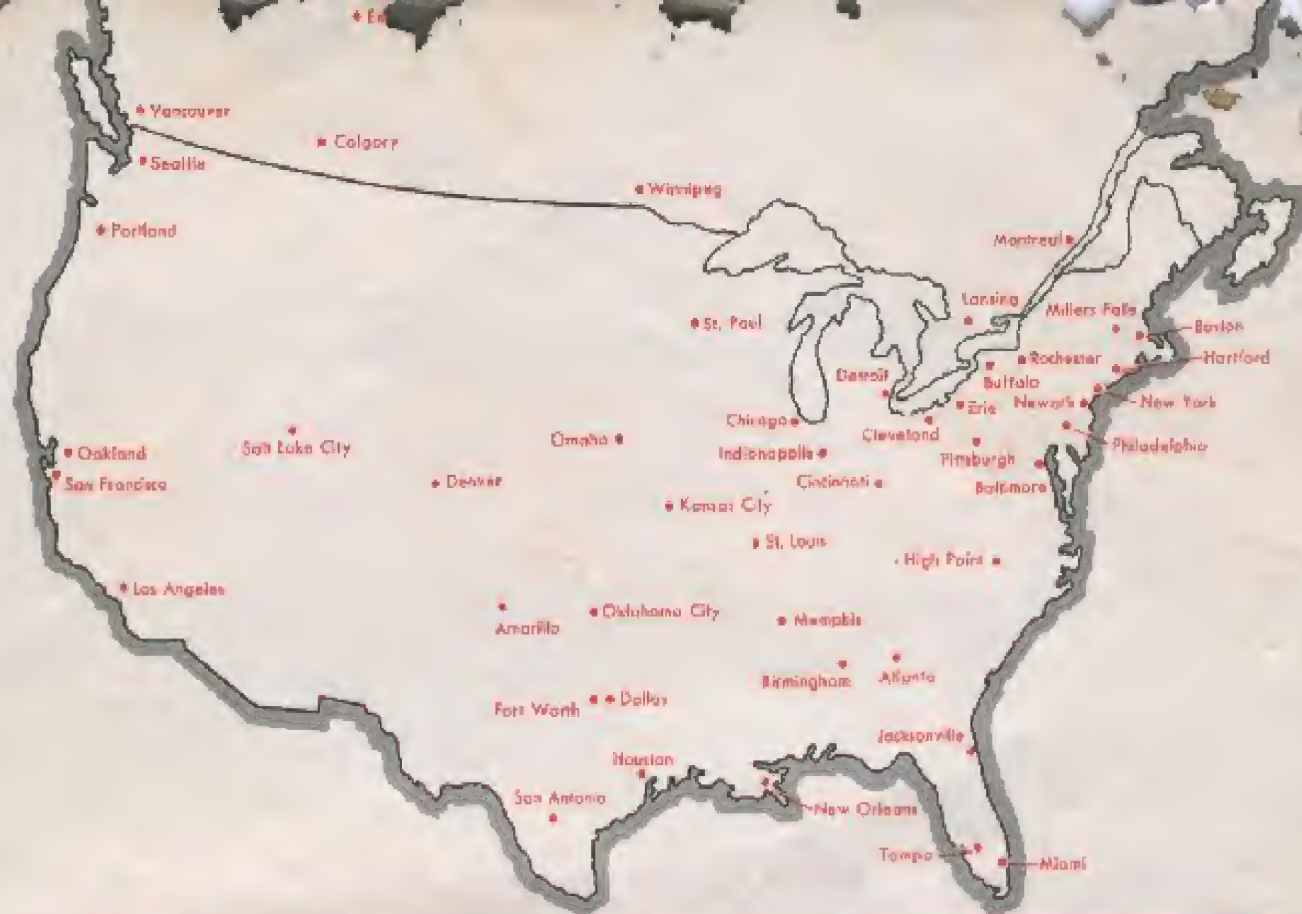 Vancouver
Calgary
Seattle
Winnipeg
Portland
Montreal
Lansing
Millers Falls
St. Paul
Boston
Rochester
Hartford
Detroit
Buffalo
Erie
Newark
New York
Chicago
Cleveland
Omaha
Salt Lake City
Oakland
Philadelphia
Indianapolis
Pittsburgh
San Francisco
Denver
Cincinnati
Baltimore
Kansas City
St. Louis
High Point
Los Angeles
Oklahoma City
Memphis
Amarillo
Birmingham
Atlanta
Dallas
Fort Worth
Jacksonville
Houston
San Antonio
New Orleans
Tampa
Miami